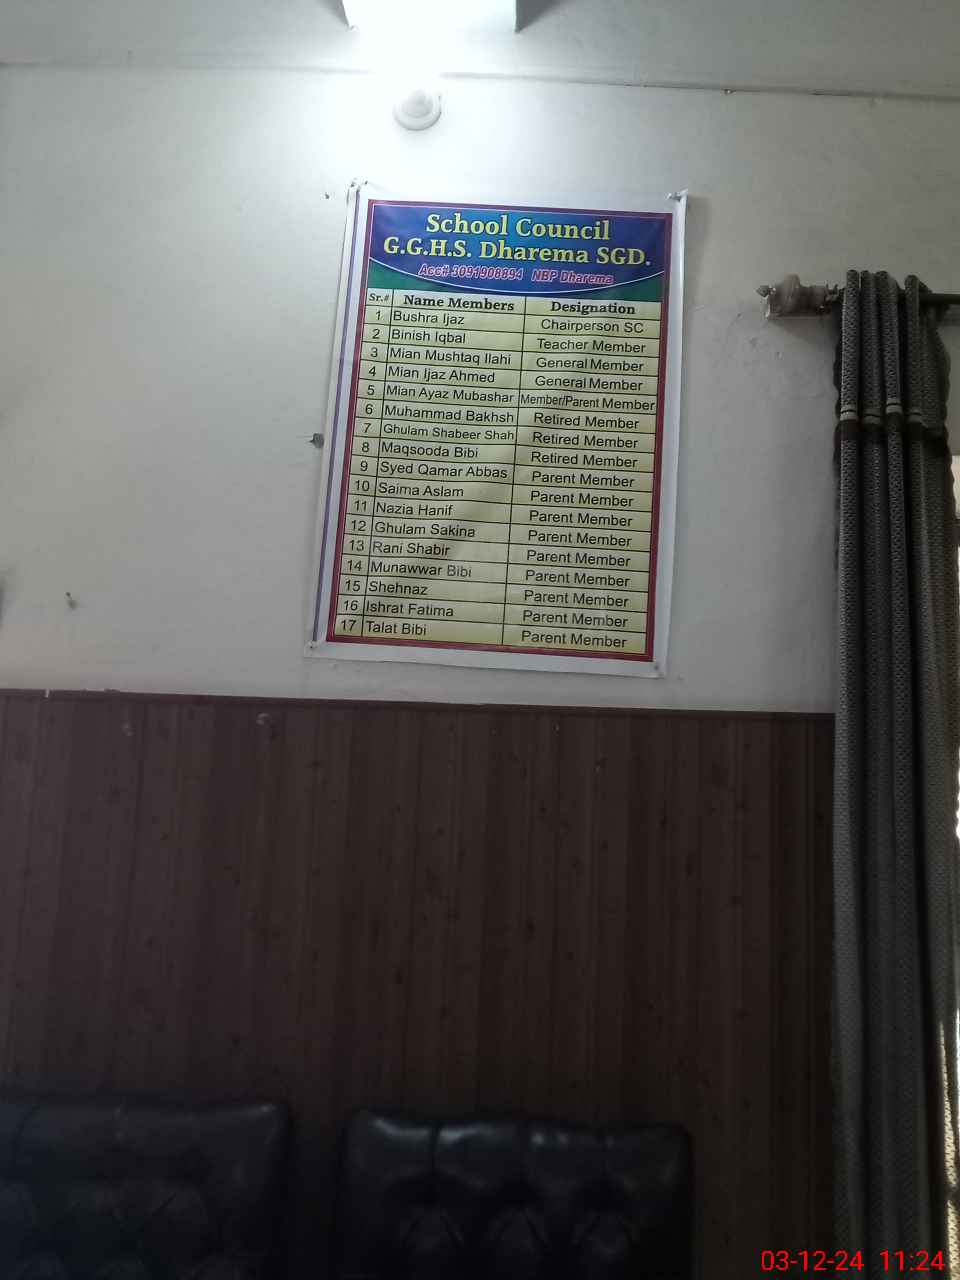 School Council
G.G.H.S. Dharema SGD.
Acc# 3091908894 NBP Dharema
Sr.# Name Members Designation
1 Bushra Ijaz Chairperson SC
2 Binish Iqbal Teacher Member
3 Mian Mushtaq Ilahi General Member
4 Mian Ijaz Ahmed General Member
5 Mian Ayaz Mubashar Member/Parent Member
6 Muhammad Bakhsh Retired Member
7 Ghulam Shabeer Shah Retired Member
8 Maqsooda Bibi Retired Member
9 Syed Qamar Abbas Parent Member
10 Saima Aslam Parent Member
11 Nazia Hanif Parent Member
12 Ghulam Sakina Parent Member
13 Rani Shabir Parent Member
14 Munawwar Bibi Parent Member
15 Shehnaz Parent Member
16 Ishrat Fatima Parent Member
17 Talat Bibi Parent Member
03-12-24 11:24